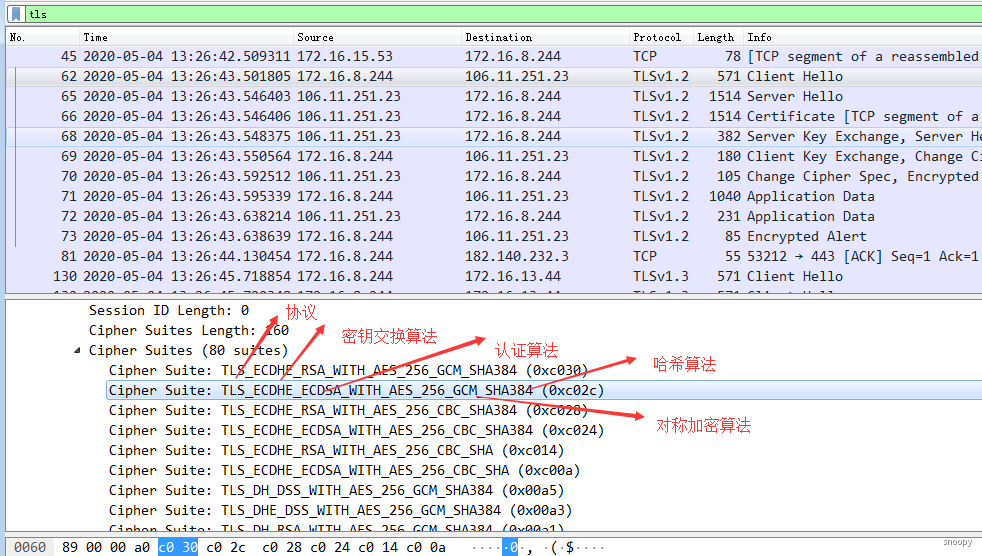 tls
No. Time Source Destination Protocol Length Info
45 2020-05-04 13:26:42.509311 172.16.15.53 172.16.8.244 TCP 78 [TCP segment of a reassembled
62 2020-05-04 13:26:43.501805 172.16.8.244 106.11.251.23 TLSv1.2 571 Client Hello
65 2020-05-04 13:26:43.546403 106.11.251.23 172.16.8.244 TLSv1.2 1514 Server Hello
66 2020-05-04 13:26:43.546406 106.11.251.23 172.16.8.244 TLSv1.2 1514 Certificate [TCP segment of a
68 2020-05-04 13:26:43.548375 106.11.251.23 172.16.8.244 TLSv1.2 382 Server Key Exchange, Server He
69 2020-05-04 13:26:43.550564 172.16.8.244 106.11.251.23 TLSv1.2 180 Client Key Exchange, Change Ci
70 2020-05-04 13:26:43.592512 106.11.251.23 172.16.8.244 TLSv1.2 105 Change Cipher Spec, Encrypted
71 2020-05-04 13:26:43.595339 172.16.8.244 106.11.251.23 TLSv1.2 1040 Application Data
72 2020-05-04 13:26:43.638214 106.11.251.23 172.16.8.244 TLSv1.2 231 Application Data
73 2020-05-04 13:26:43.638639 172.16.8.244 106.11.251.23 TLSv1.2 85 Encrypted Alert
81 2020-05-04 13:26:44.130454 172.16.8.244 182.140.232.3 TCP 55 53212 → 443 [ACK] Seq=1 Ack=1
130 2020-05-04 13:26:45.718854 172.16.8.244 172.16.13.44 TLSv1.3 571 Client Hello
Session ID Length: 0
协议
Cipher Suites Length: 160
密钥交换算法
Cipher Suites (80 suites)
认证算法
哈希算法
Cipher Suite: TLS_ECDHE_RSA_WITH_AES_256_GCM_SHA384 (0xc030)
Cipher Suite: TLS_ECDHE_ECDSA_WITH_AES_256_GCM_SHA384 (0xc02c)
Cipher Suite: TLS_ECDHE_RSA_WITH_AES_256_CBC_SHA384 (0xc028)
对称加密算法
Cipher Suite: TLS_ECDHE_ECDSA_WITH_AES_256_CBC_SHA384 (0xc024)
Cipher Suite: TLS_ECDHE_RSA_WITH_AES_256_CBC_SHA (0xc014)
Cipher Suite: TLS_ECDHE_ECDSA_WITH_AES_256_CBC_SHA (0xc00a)
Cipher Suite: TLS_DH_DSS_WITH_AES_256_GCM_SHA384 (0x00a5)
Cipher Suite: TLS_DHE_DSS_WITH_AES_256_GCM_SHA384 (0x00a3)
Cipher Suite: TLS_DH_RSA_WITH_AES_256_GCM_SHA384 (0x00a1)
0060 89 00 00 a0 c0 30 c0 2c c0 28 c0 24 c0 14 c0 0a ·····0·, ·(·$····
snoopy